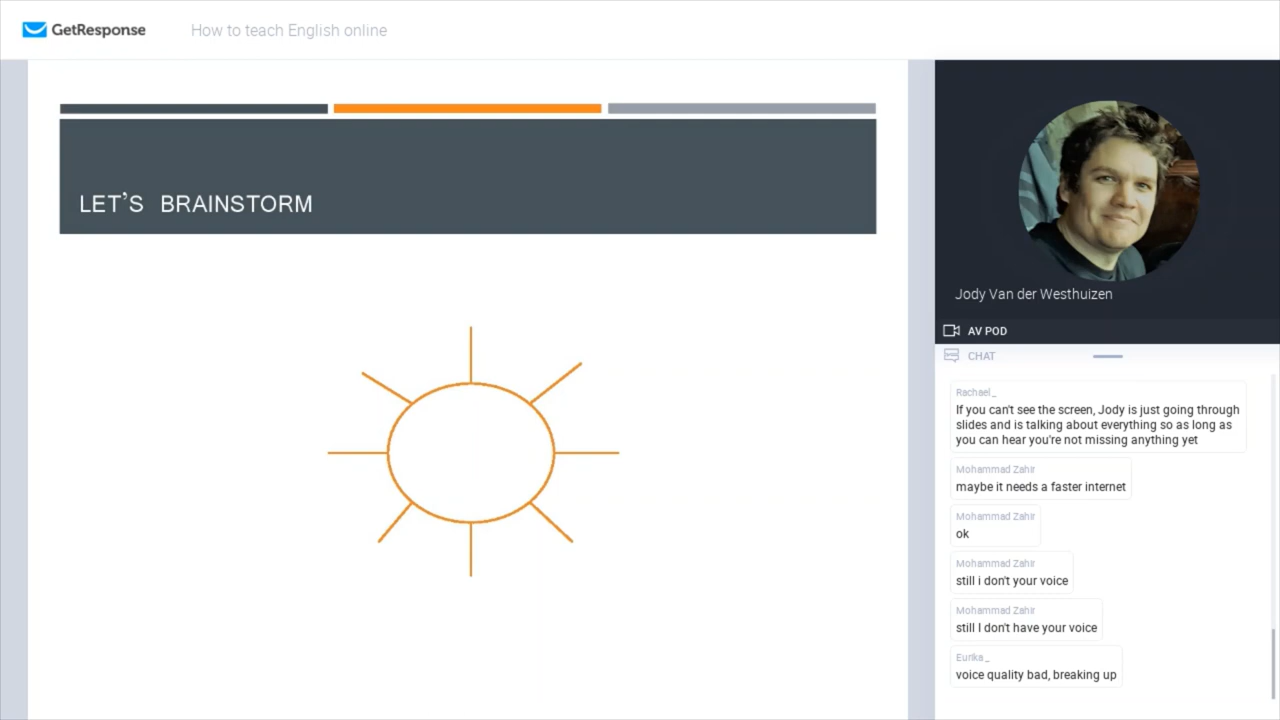 GetResponse
How to teach English online
LET'S BRAINSTORM
Jody Van der Westhuizen
AV POD
CHAT
Rachael_
If you can't see the screen, Jody is just going through
slides and is talking about everything so as long as
you can hear you're not missing anything yet
Mohammad Zahir
maybe it needs a faster internet
Mohammad Zahir
ok
Mohammad Zahir
still i don't your voice
Mohammad Zahir
still I don't have your voice
Eurika_
voice quality bad, breaking up